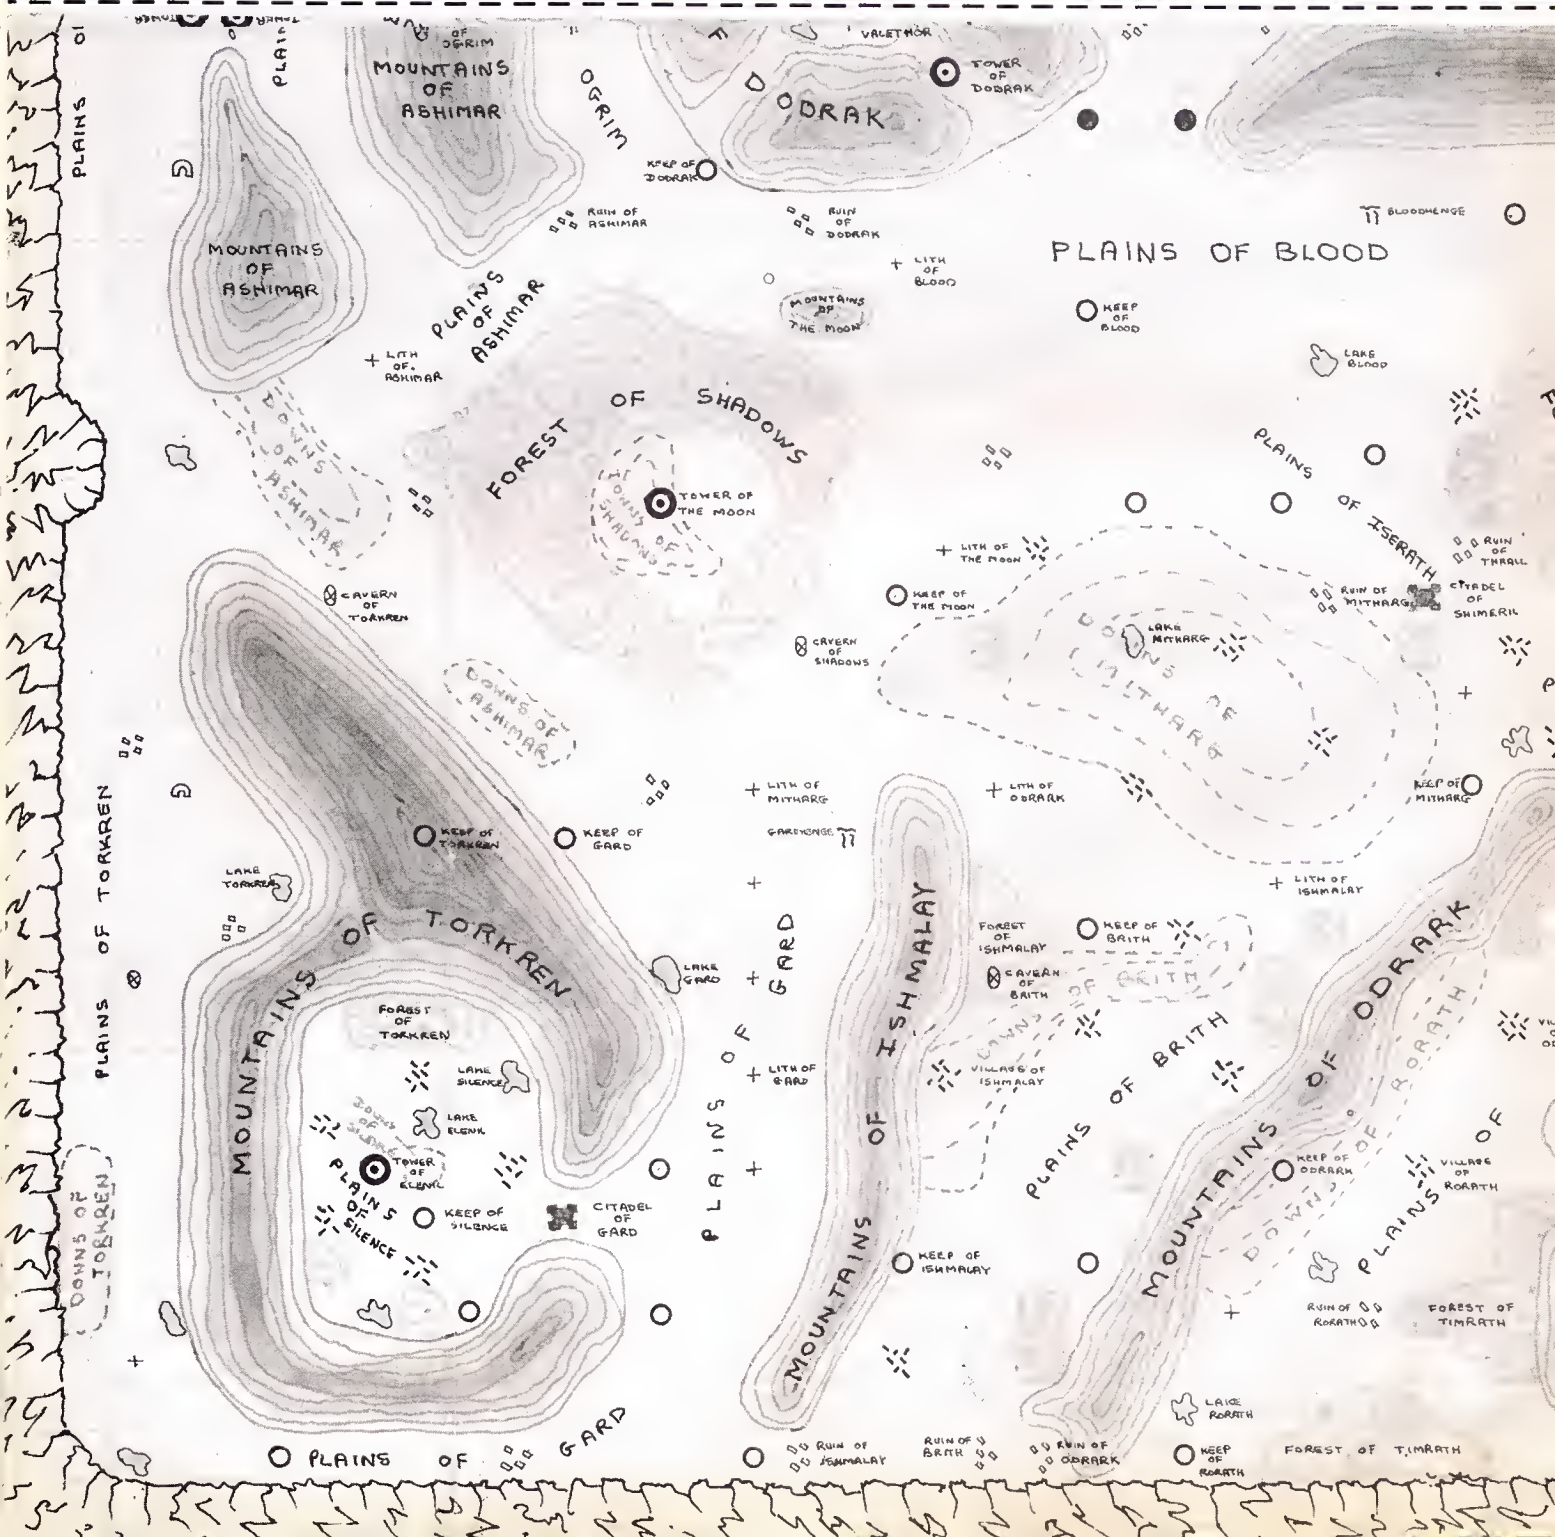 TOWER
TOWER
PLAINS
OF
OGRIM
VALETHOR
PLAINS
MOUNTAINS
OF
ASHIMAR
OGRIM
DODRAK
TOWER
OF
DODRAK
KEEP OF
DODRAK
RUIN OF
ASHIMAR
RUIN
OF
DODRAK
BLOODHENGE
MOUNTAINS
OF
ASHIMAR
PLAINS OF BLOOD
LITH
OF
BLOOD
PLAINS
OF
ASHIMAR
MOUNTAINS
OF
THE MOON
KEEP
OF
BLOOD
LITH
OF
ASHIMAR
LAKE
BLOOD
FOREST OF SHADOWS
DOWNS
OF
ASHIMAR
PLAINS
OF ISERATH
DOWNS OF
SHADOWS
TOWER OF
THE MOON
LITH OF
THE MOON
RUIN
OF
THRALL
CAVERN
OF
TORKREN
KEEP OF
THE MOON
RUIN OF
MITHARG
CITADEL
OF
SHIMERIL
CAVERN
OF
SHADOWS
LAKE
MITHARG
DOWNS OF
MITHARG
DOWNS OF
ASHIMAR
LITH OF
MITHARG
LITH OF
ODRARK
KEEP OF
MITHARG
PLAINS OF TORKREN
KEEP OF
TORKREN
KEEP OF
GARD
GARDHENGE
LAKE
TORKREN
LITH OF
ISHMALAY
MOUNTAINS OF TORKREN
FOREST
OF
ISHMALAY
KEEP OF
BRITH
LAKE
GARD
CAVERN
OF
BRITH
DOWNS OF BRITH
MOUNTAINS OF ISHMALAY
MOUNTAINS OF ODRARK
FOREST
OF
TORKREN
PLAINS OF GARD
LAKE
SILENCE
LITH OF
GARD
VILLAGE OF
ISHMALAY
PLAINS OF BRITH
DOWNS OF RORATH
LAKE
ELENK
DOWNS
OF
SILENCE
TOWER
OF
ELENK
KEEP OF
ODRARK
VILLAGE
OF
RORATH
DOWNS OF
TORKREN
PLAINS
OF
SILENCE
KEEP OF
SILENCE
CITADEL
OF
GARD
PLAINS OF
KEEP OF
ISHMALAY
RUIN OF
RORATH
FOREST OF
TIMRATH
LAKE
RORATH
PLAINS OF GARD
RUIN OF
ISHMALAY
RUIN OF
BRITH
RUIN OF
ODRARK
KEEP
OF
RORATH
FOREST OF TIMRATH